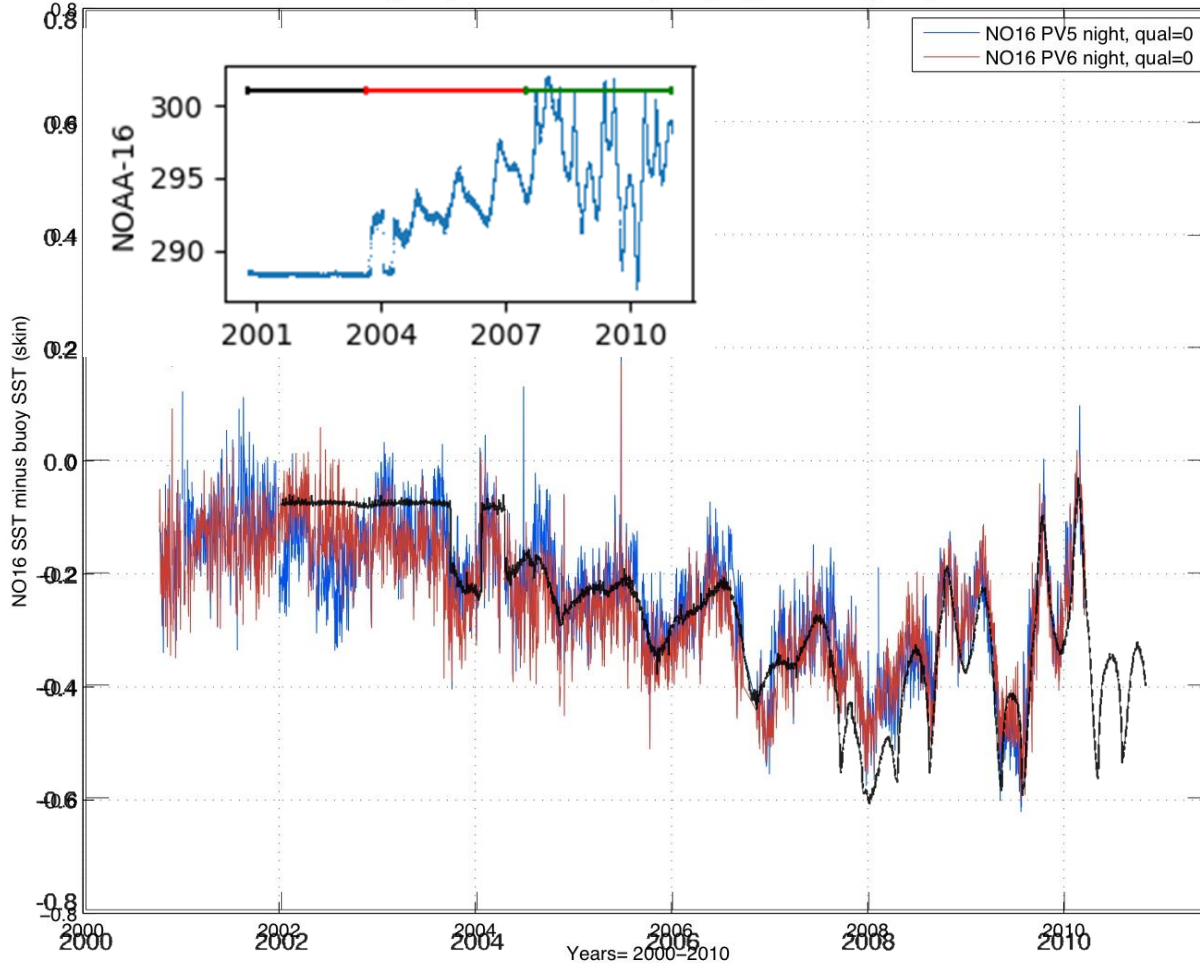 0.8
NO16 PV5 night, qual=0
NO16 PV6 night, qual=0
0.6
0.4
0.2
0.0
-0.2
-0.4
-0.6
-0.8
NO16 SST minus buoy SST (skin)
NOAA-16
300
295
290
2001 2004 2007 2010
2000 2002 2004 2006 2008 2010
Years= 2000-2010